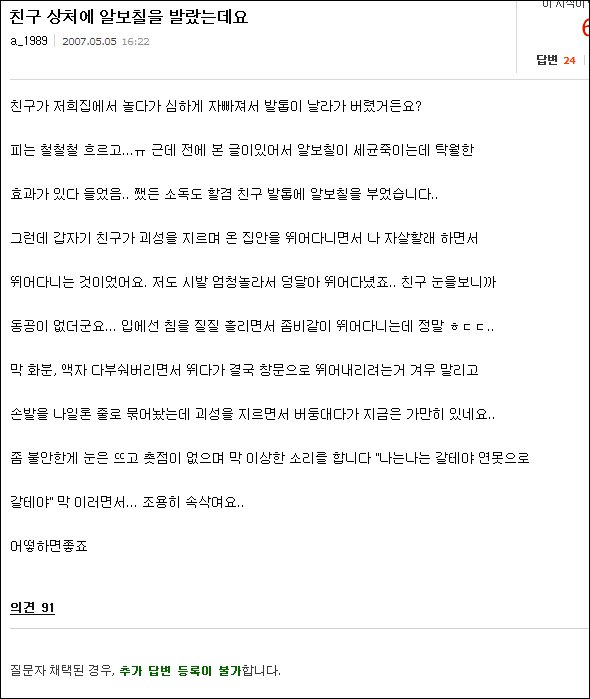 이 지식이
친구 상처에 알보칠을 발랐는데요
6
a_1989 2007.05.05 16:22
답변 24
친구가 저희집에서 놀다가 심하게 자빠져서 발톱이 날라가 버렸거든요?
피는 철철철 흐르고...ㅠ 근데 전에 본 글이있어서 알보칠이 세균죽이는데 탁월한
효과가 있다 들었음.. 쨌든 소독도 할겸 친구 발톱에 알보칠을 부었습니다..
그런데 갑자기 친구가 괴성을 지르며 온 집안을 뛰어다니면서 나 자살할래 하면서
뛰어다니는 것이었어요. 저도 시발 엄청놀라서 덩달아 뛰어다녔죠.. 친구 눈을보니까
동공이 없더군요... 입에선 침을 질질 흘리면서 좀비같이 뛰어다니는데 정말 ㅎㄷㄷ..
막 화분, 액자 다부숴버리면서 뛰다가 결국 창문으로 뛰어내리려는거 겨우 말리고
손발을 나일론 줄로 묶어놨는데 괴성을 지르면서 버둥대다가 지금은 가만히 있네요..
좀 불안한게 눈은 뜨고 촛점이 없으며 막 이상한 소리를 합니다 "나는나는 갈테야 연못으로
갈테야" 막 이러면서... 조용히 속삭여요..
어떻하면좋죠
의견 91
질문자 채택된 경우, 추가 답변 등록이 불가합니다.